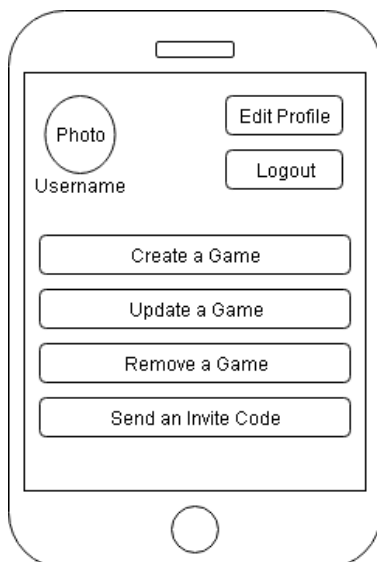 Photo
Username
Edit Profile
Logout
Create a Game
Update a Game
Remove a Game
Send an Invite Code